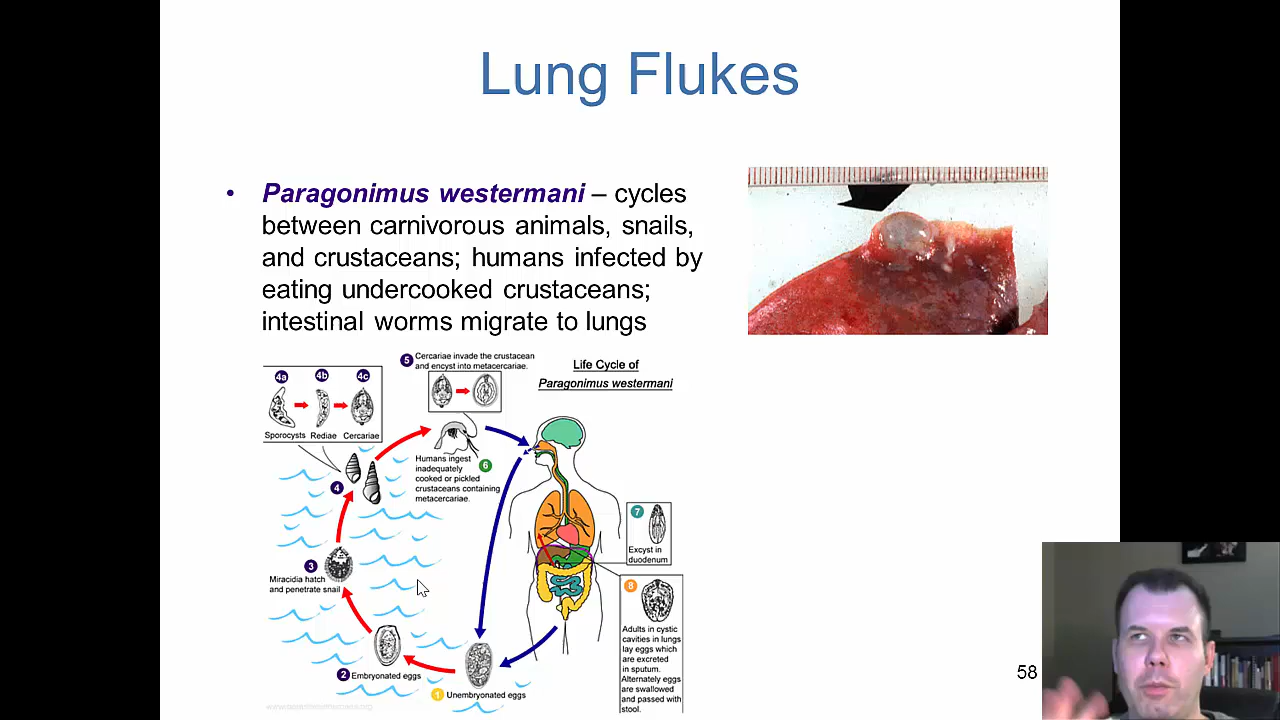 Lung Flukes
• Paragonimus westermani – cycles
between carnivorous animals, snails,
and crustaceans; humans infected by
eating undercooked crustaceans;
intestinal worms migrate to lungs
5 Cercariae invade the crustacean
and encyst into metacercariae.
Life Cycle of
Paragonimus westermani
4a 4b 4c
Sporocysts Rediae Cercariae
Humans ingest
inadequately 6
cooked or pickled
crustaceans containing
metacercariae.
4
7
Excyst in
duodenum
3
Miracidia hatch
and penetrate snail
8
Adults in cystic
cavities in lungs
lay eggs which
are excreted
in sputum.
Alternately eggs
are swallowed
and passed with
stool.
2 Embryonated eggs
1 Unembryonated eggs
58